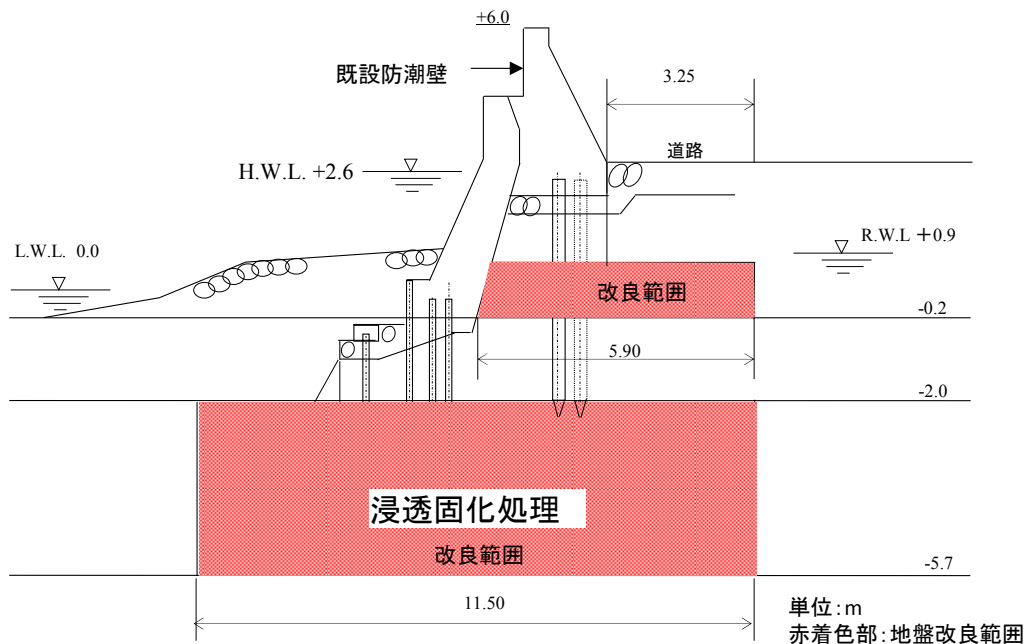 +6.0
既設防潮壁
3.25
道路
H.W.L. +2.6
L.W.L. 0.0
R.W.L +0.9
改良範囲
-0.2
5.90
-2.0
浸透固化処理
改良範囲
-5.7
11.50
単位:m
赤着色部:地盤改良範囲